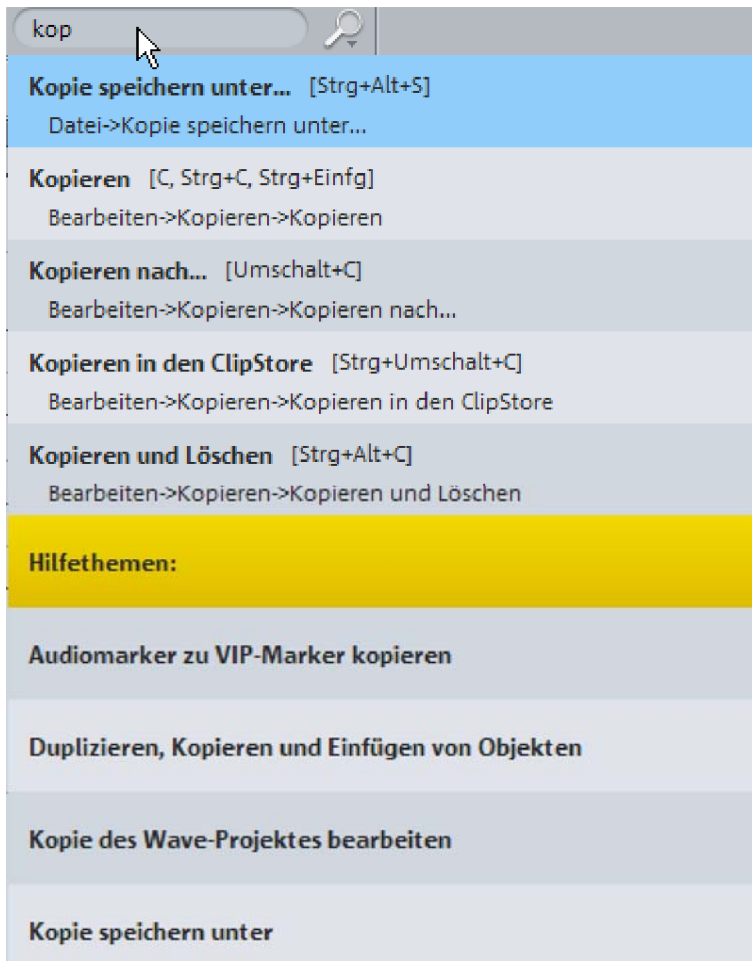 kop
Kopie speichern unter... [Strg+Alt+S]
Datei->Kopie speichern unter...
Kopieren [C, Strg+C, Strg+Einfg]
Bearbeiten->Kopieren->Kopieren
Kopieren nach... [Umschalt+C]
Bearbeiten->Kopieren->Kopieren nach...
Kopieren in den ClipStore [Strg+Umschalt+C]
Bearbeiten->Kopieren->Kopieren in den ClipStore
Kopieren und Löschen [Strg+Alt+C]
Bearbeiten->Kopieren->Kopieren und Löschen
Hilfethemen:
Audiomarker zu VIP-Marker kopieren
Duplizieren, Kopieren und Einfügen von Objekten
Kopie des Wave-Projektes bearbeiten
Kopie speichern unter